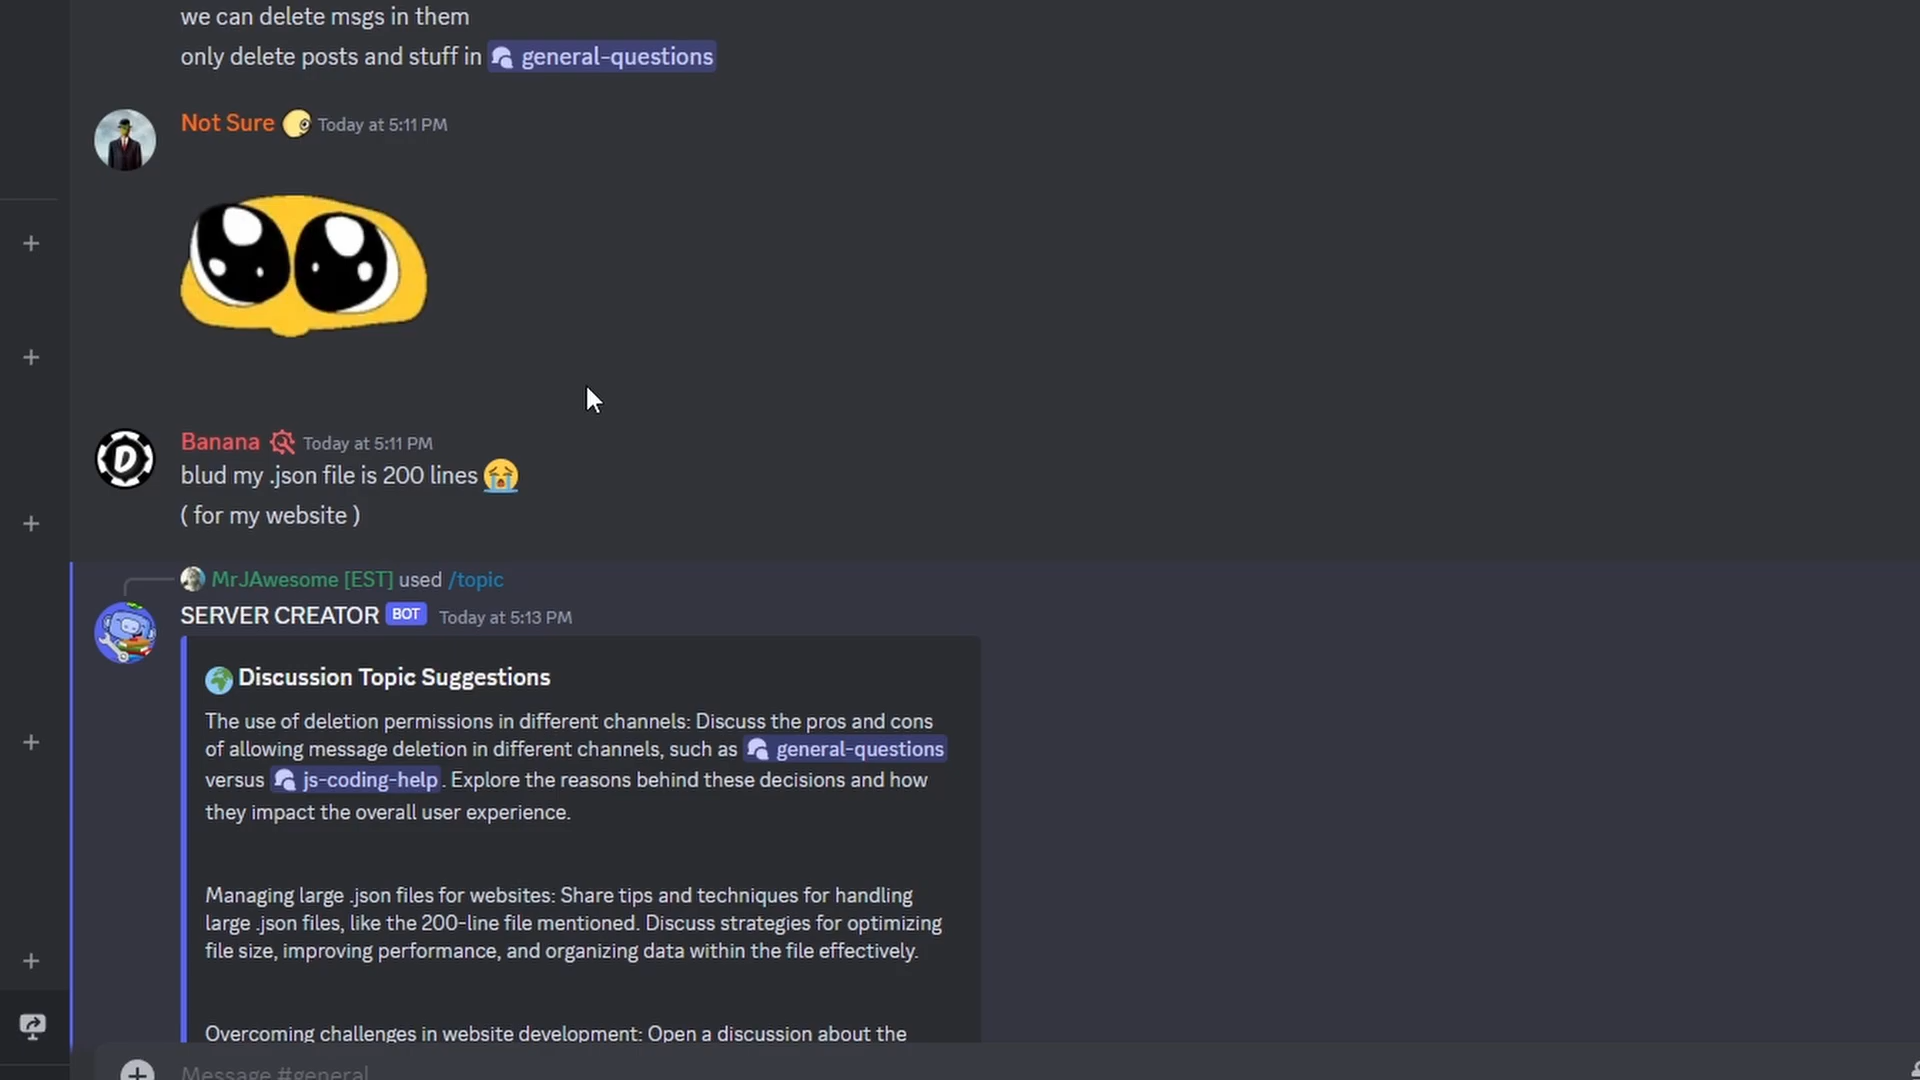 we can delete msgs in them
only delete posts and stuff in general-questions
Not Sure Today at 5:11 PM
Banana Today at 5:11 PM
blud my .json file is 200 lines 😭
( for my website )
MrJAwesome [EST] used /topic
SERVER CREATOR BOT Today at 5:13 PM
🌍 Discussion Topic Suggestions
The use of deletion permissions in different channels: Discuss the pros and cons
of allowing message deletion in different channels, such as general-questions
versus js-coding-help. Explore the reasons behind these decisions and how
they impact the overall user experience.
Managing large .json files for websites: Share tips and techniques for handling
large .json files, like the 200-line file mentioned. Discuss strategies for optimizing
file size, improving performance, and organizing data within the file effectively.
Overcoming challenges in website development: Open a discussion about the
Message #general